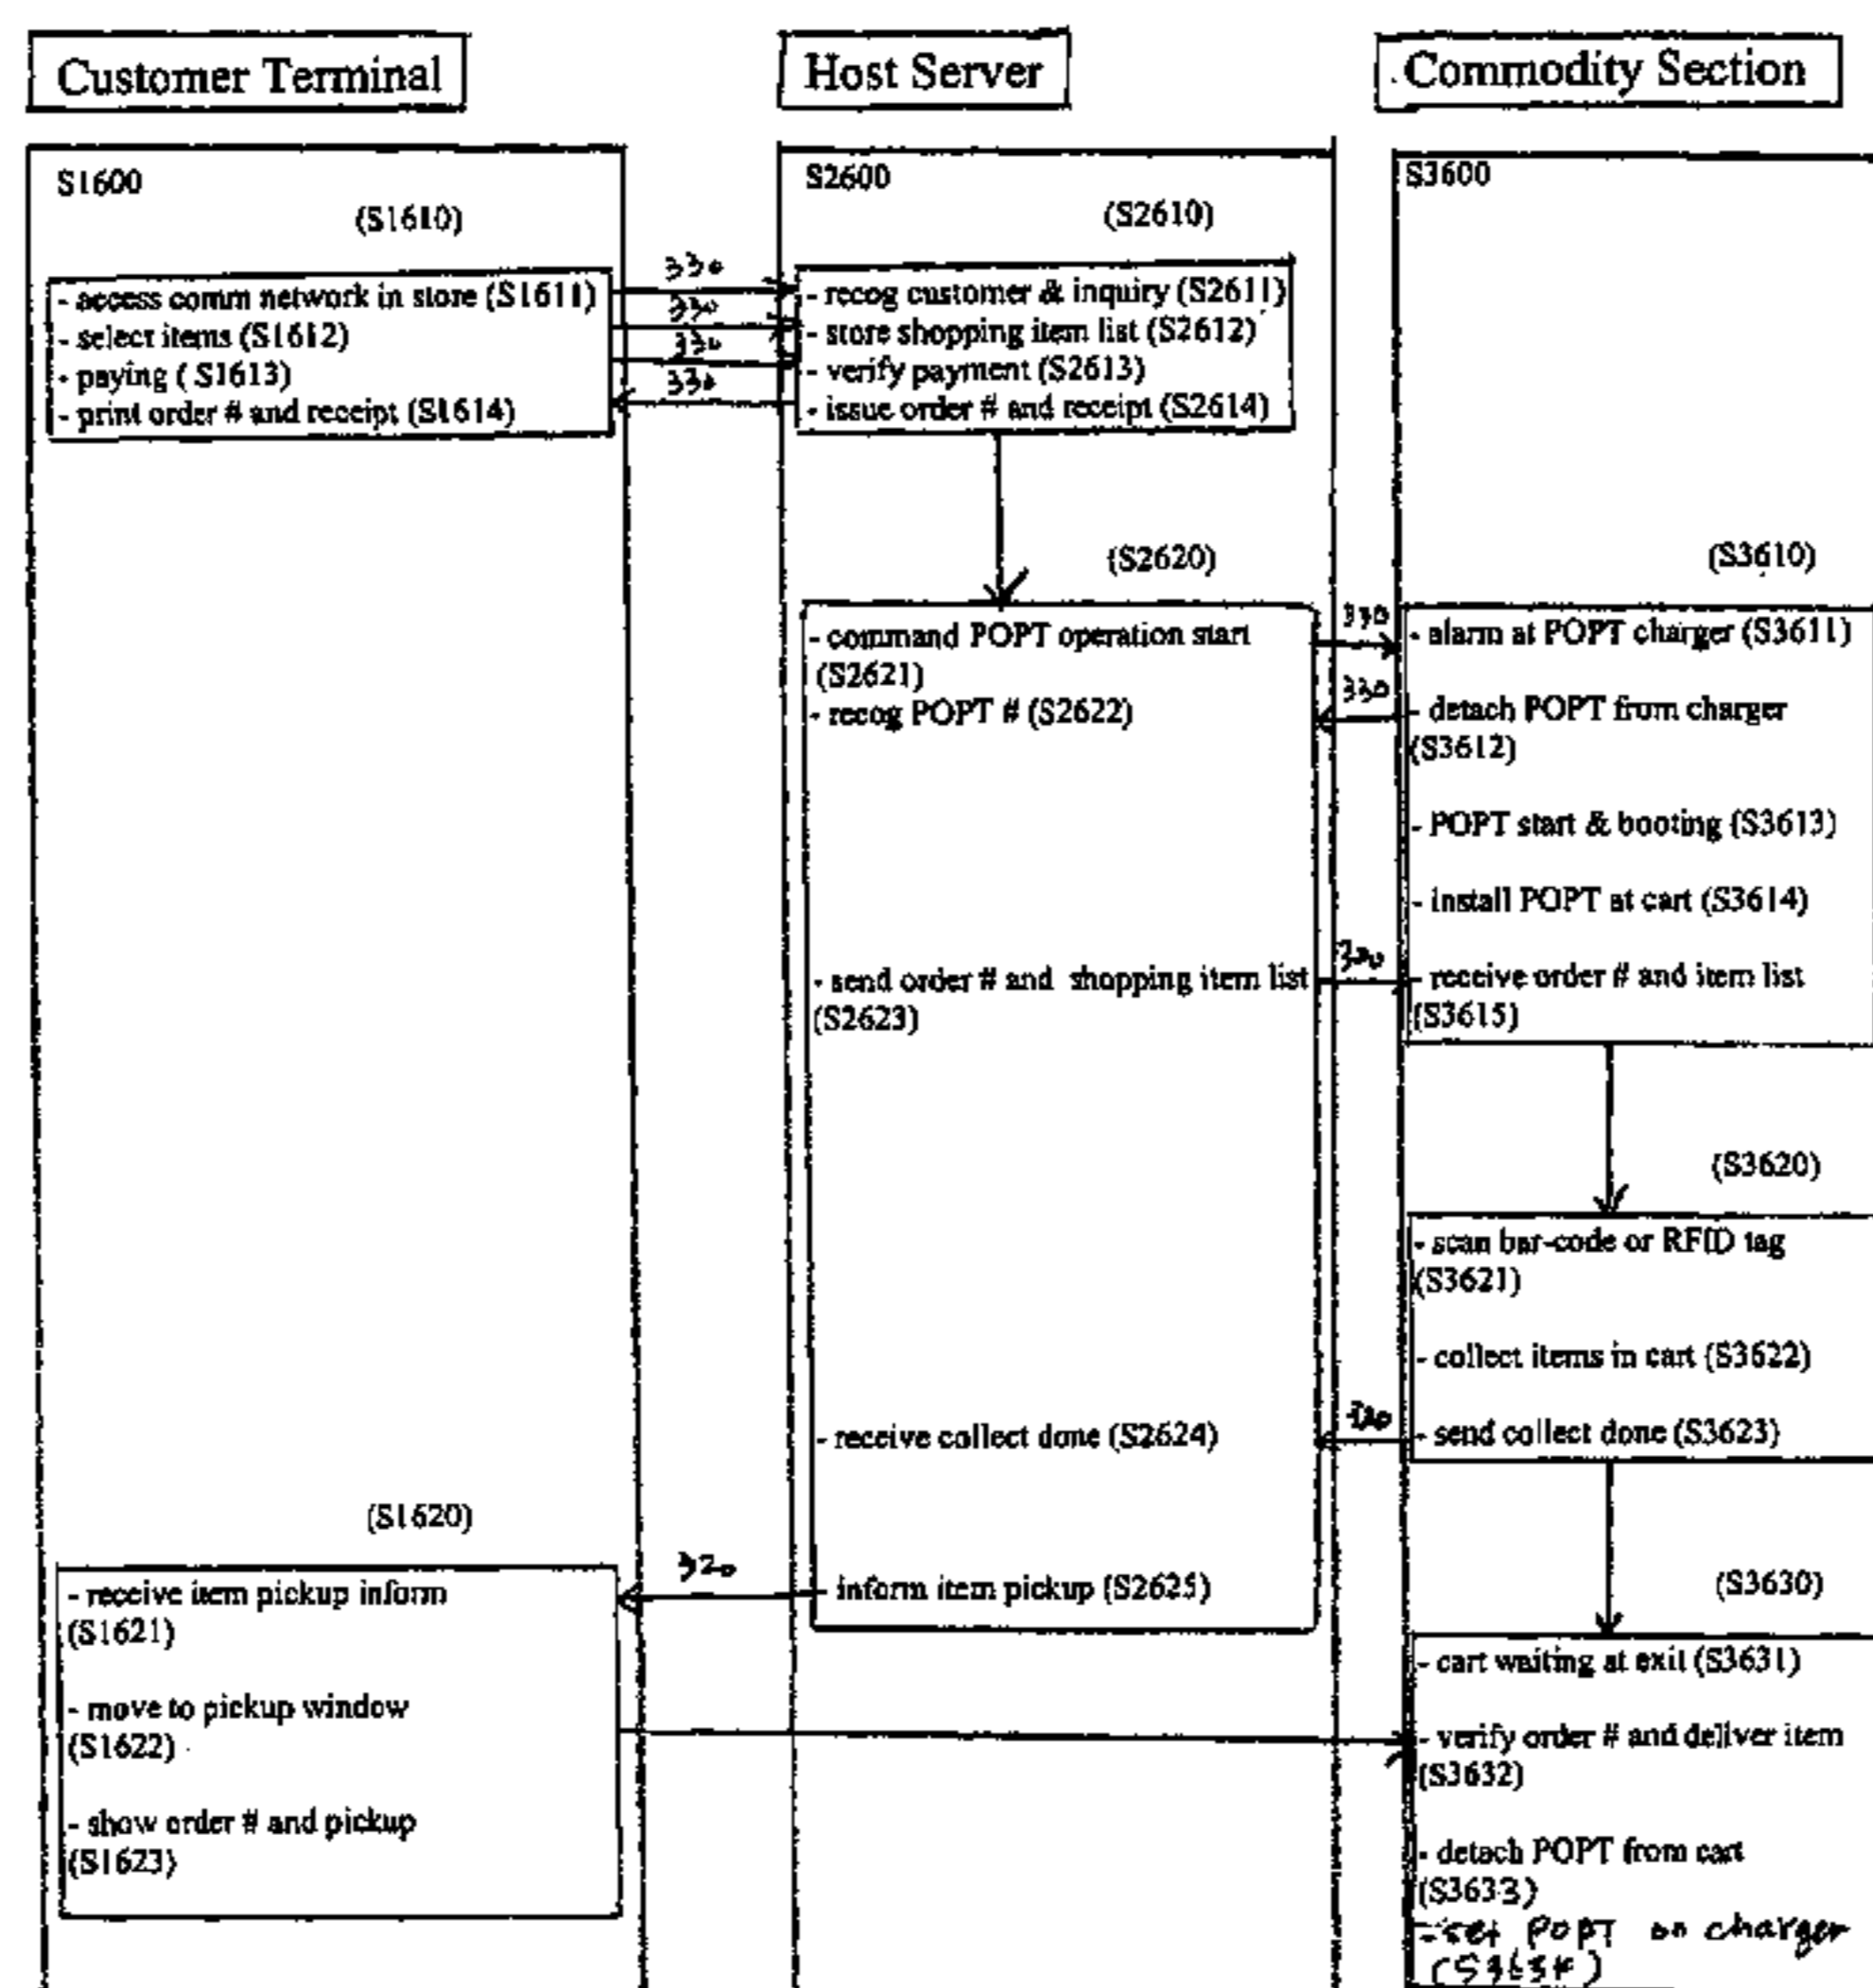 Customer Terminal
Host Server
Commodity Section
S1600
(S1610)
- access comm network in store (S1611)
- select items (S1612)
- paying ( S1613)
- print order # and receipt (S1614)
330
330
330
330
S2600
(S2610)
- recog customer & inquiry (S2611)
- store shopping item list (S2612)
- verify payment (S2613)
- issue order # and receipt (S2614)
(S2620)
- command POPT operation start
(S2621)
- recog POPT # (S2622)
- send order # and shopping item list
(S2623)
- receive collect done (S2624)
- inform item pickup (S2625)
330
330
S3600
(S3610)
- alarm at POPT charger (S3611)
- detach POPT from charger
(S3612)
- POPT start & booting (S3613)
- install POPT at cart (S3614)
- receive order # and item list
(S3615)
(S3620)
- scan bar-code or RFID tag
(S3621)
- collect items in cart (S3622)
- send collect done (S3623)
(S1620)
320
- receive item pickup inform
(S1621)
- move to pickup window
(S1622)
- show order # and pickup
(S1623)
(S3630)
- cart waiting at exit (S3631)
- verify order # and deliver item
(S3632)
- detach POPT from cart
(S3633)
- set POPT on charger